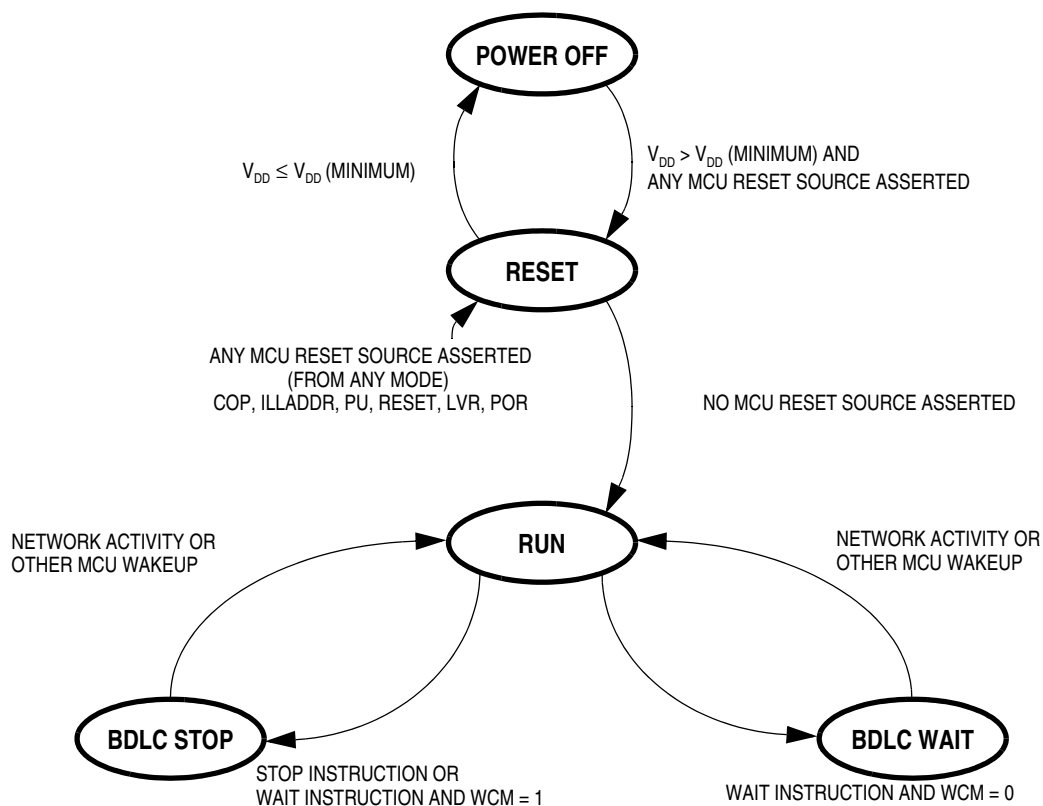 POWER OFF
V_DD ≤ V_DD (MINIMUM)
V_DD > V_DD (MINIMUM) AND
ANY MCU RESET SOURCE ASSERTED
RESET
ANY MCU RESET SOURCE ASSERTED
(FROM ANY MODE)
COP, ILLADDR, PU, RESET, LVR, POR
NO MCU RESET SOURCE ASSERTED
NETWORK ACTIVITY OR
OTHER MCU WAKEUP
RUN
NETWORK ACTIVITY OR
OTHER MCU WAKEUP
BDLC STOP
BDLC WAIT
STOP INSTRUCTION OR
WAIT INSTRUCTION AND WCM = 1
WAIT INSTRUCTION AND WCM = 0